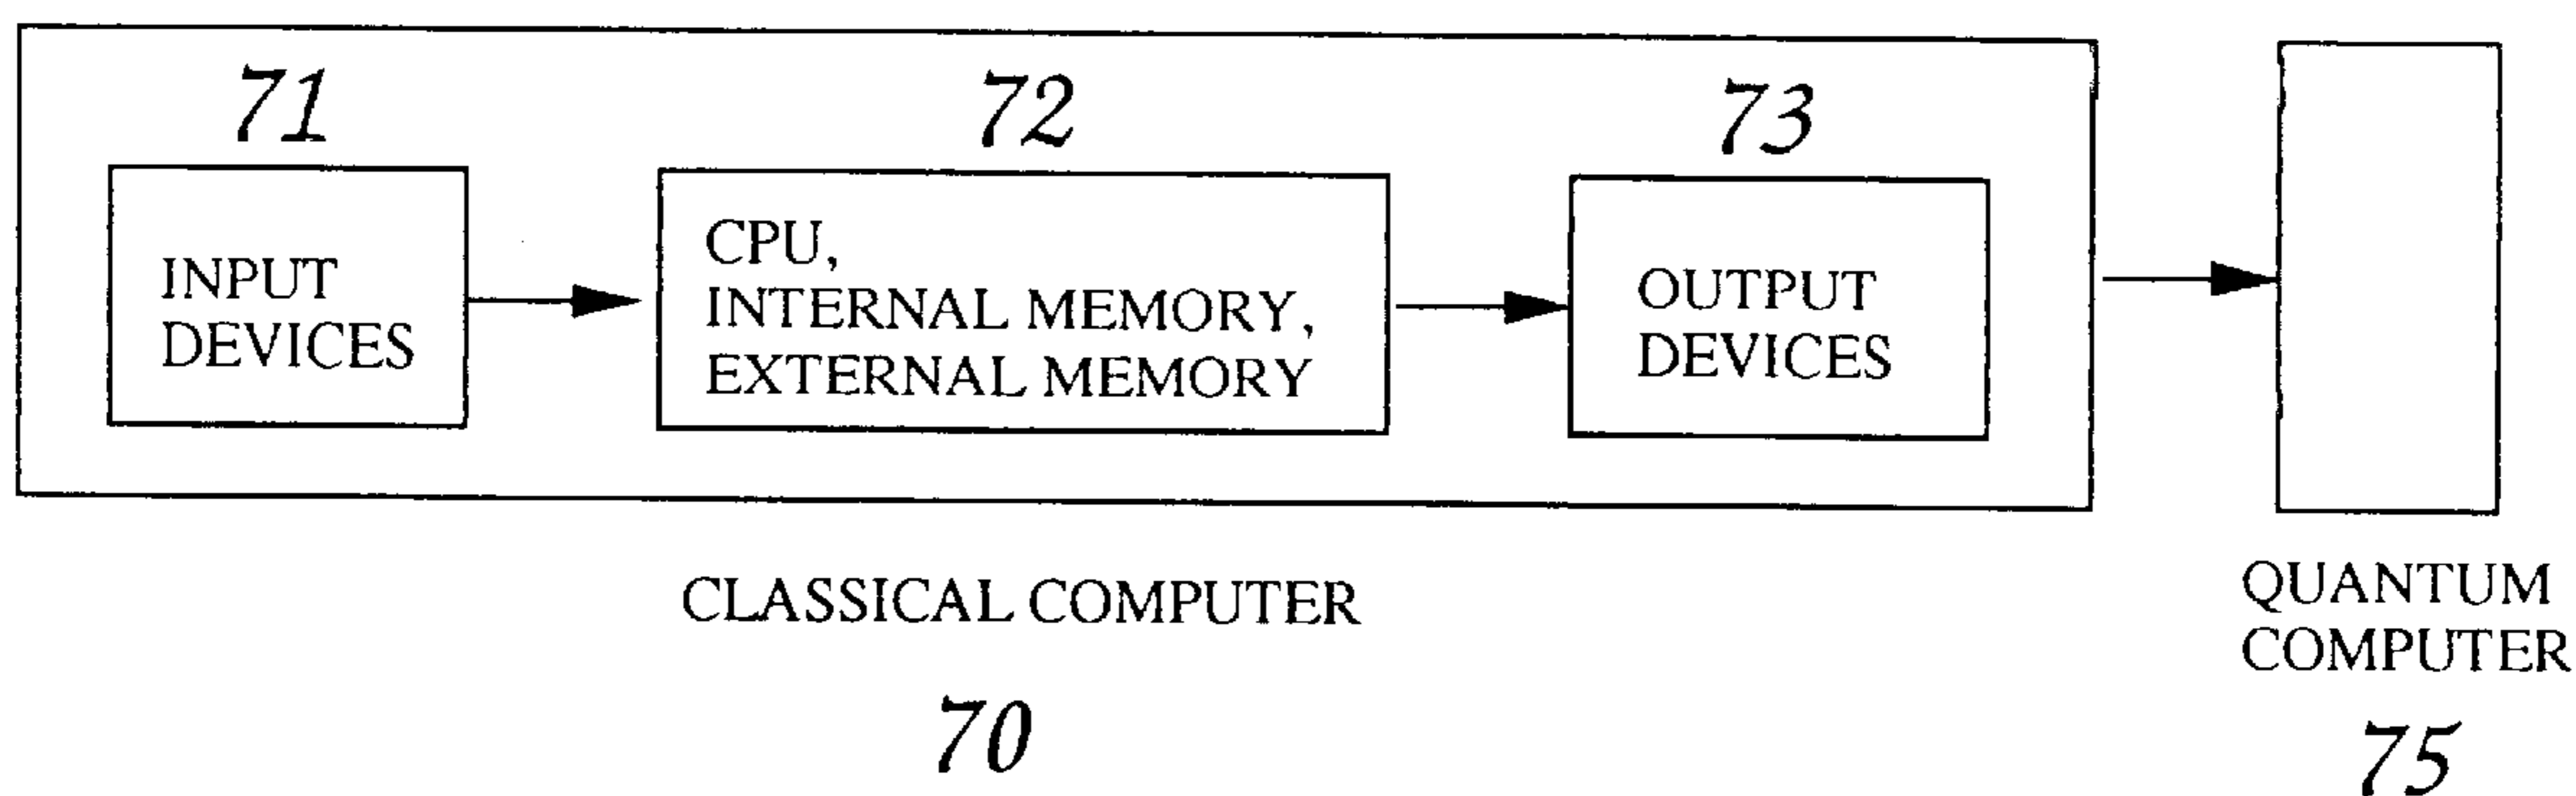 71
72
73
INPUT
DEVICES
CPU,
INTERNAL MEMORY,
EXTERNAL MEMORY
OUTPUT
DEVICES
CLASSICAL COMPUTER
70
QUANTUM
COMPUTER
75